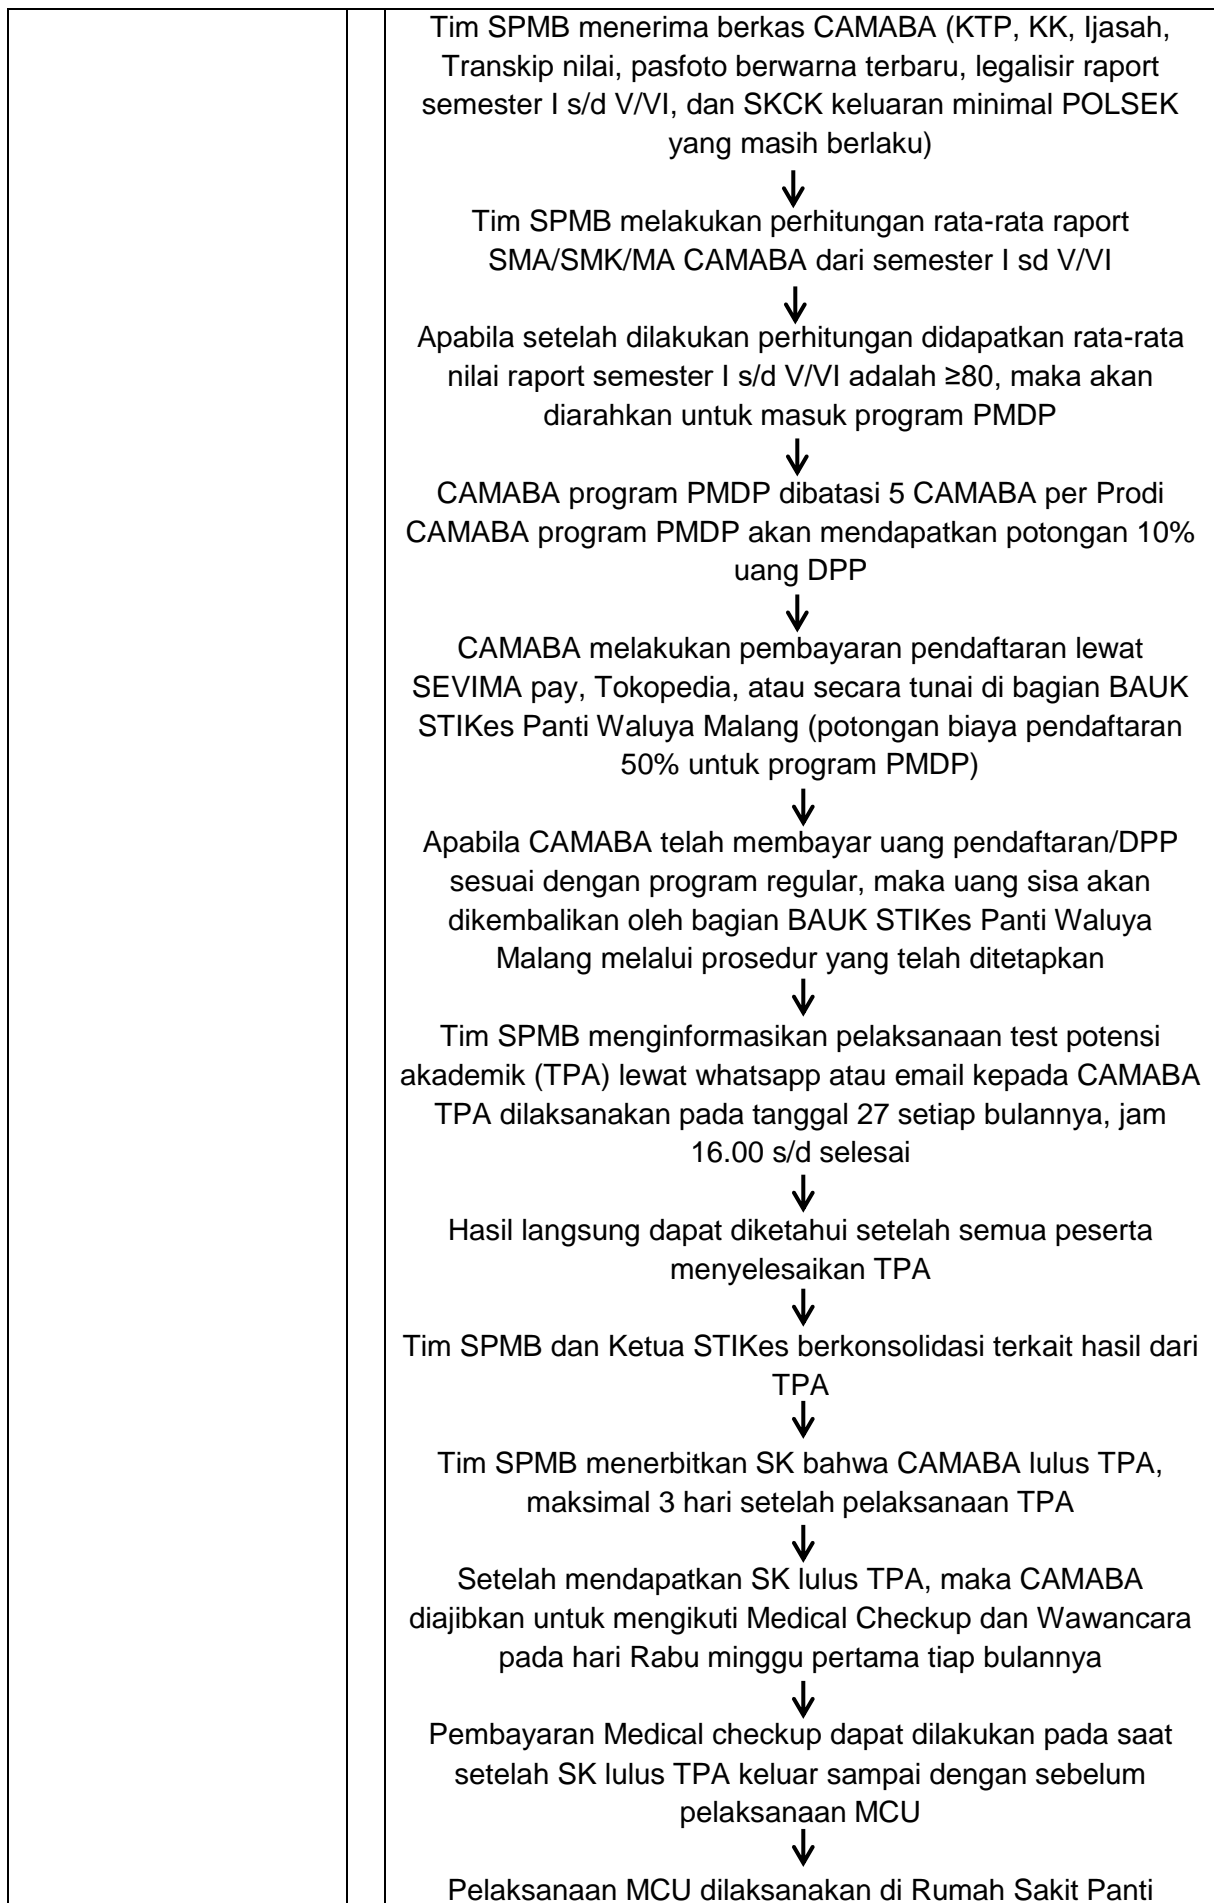 Tim SPMB menerima berkas CAMABA (KTP, KK, Ijasah,
Transkip nilai, pasfoto berwarna terbaru, legalisir raport
semester I s/d V/VI, dan SKCK keluaran minimal POLSEK
yang masih berlaku)
Tim SPMB melakukan perhitungan rata-rata raport
SMA/SMK/MA CAMABA dari semester I sd V/VI
Apabila setelah dilakukan perhitungan didapatkan rata-rata
nilai raport semester I s/d V/VI adalah ≥80, maka akan
diarahkan untuk masuk program PMDP
CAMABA program PMDP dibatasi 5 CAMABA per Prodi
CAMABA program PMDP akan mendapatkan potongan 10%
uang DPP
CAMABA melakukan pembayaran pendaftaran lewat
SEVIMA pay, Tokopedia, atau secara tunai di bagian BAUK
STIKes Panti Waluya Malang (potongan biaya pendaftaran
50% untuk program PMDP)
Apabila CAMABA telah membayar uang pendaftaran/DPP
sesuai dengan program regular, maka uang sisa akan
dikembalikan oleh bagian BAUK STIKes Panti Waluya
Malang melalui prosedur yang telah ditetapkan
Tim SPMB menginformasikan pelaksanaan test potensi
akademik (TPA) lewat whatsapp atau email kepada CAMABA
TPA dilaksanakan pada tanggal 27 setiap bulannya, jam
16.00 s/d selesai
Hasil langsung dapat diketahui setelah semua peserta
menyelesaikan TPA
Tim SPMB dan Ketua STIKes berkonsolidasi terkait hasil dari
TPA
Tim SPMB menerbitkan SK bahwa CAMABA lulus TPA,
maksimal 3 hari setelah pelaksanaan TPA
Setelah mendapatkan SK lulus TPA, maka CAMABA
diajibkan untuk mengikuti Medical Checkup dan Wawancara
pada hari Rabu minggu pertama tiap bulannya
Pembayaran Medical checkup dapat dilakukan pada saat
setelah SK lulus TPA keluar sampai dengan sebelum
pelaksanaan MCU
Pelaksanaan MCU dilaksanakan di Rumah Sakit Panti